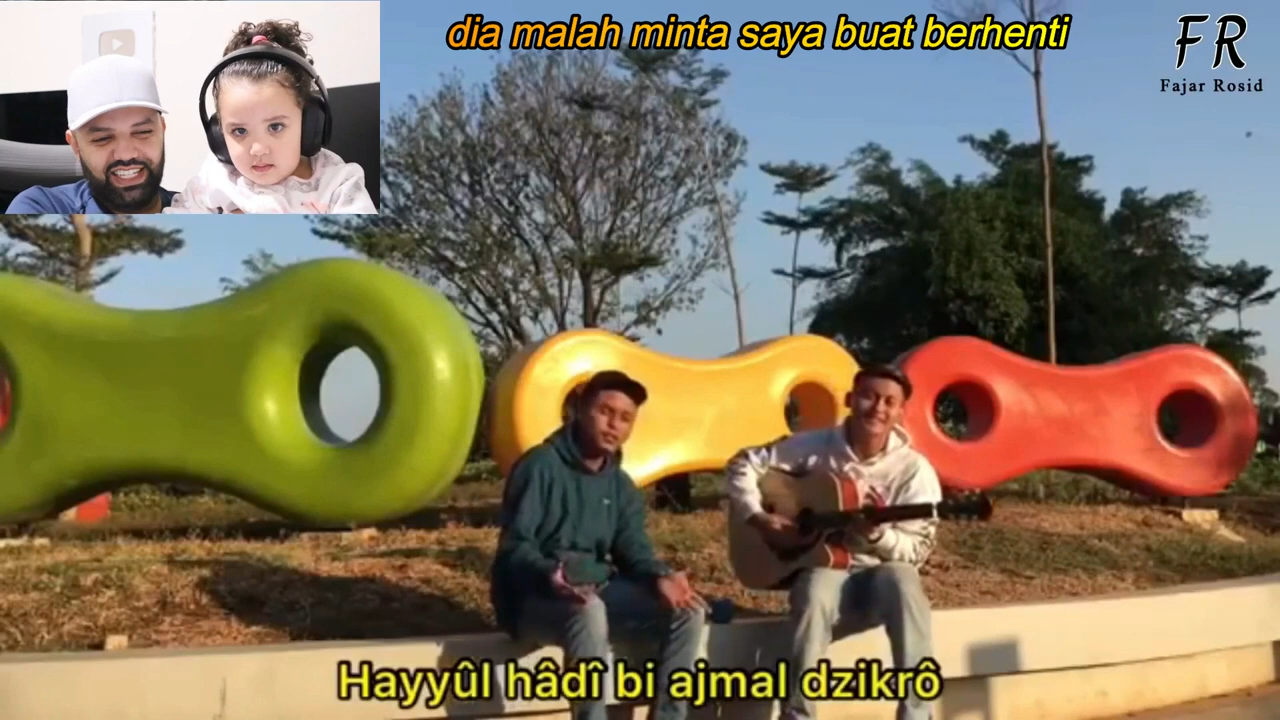 dia malah minta saya buat berhenti
FR
Fajar Rosid
Hayyûl hâdî bi ajmal dzikrô